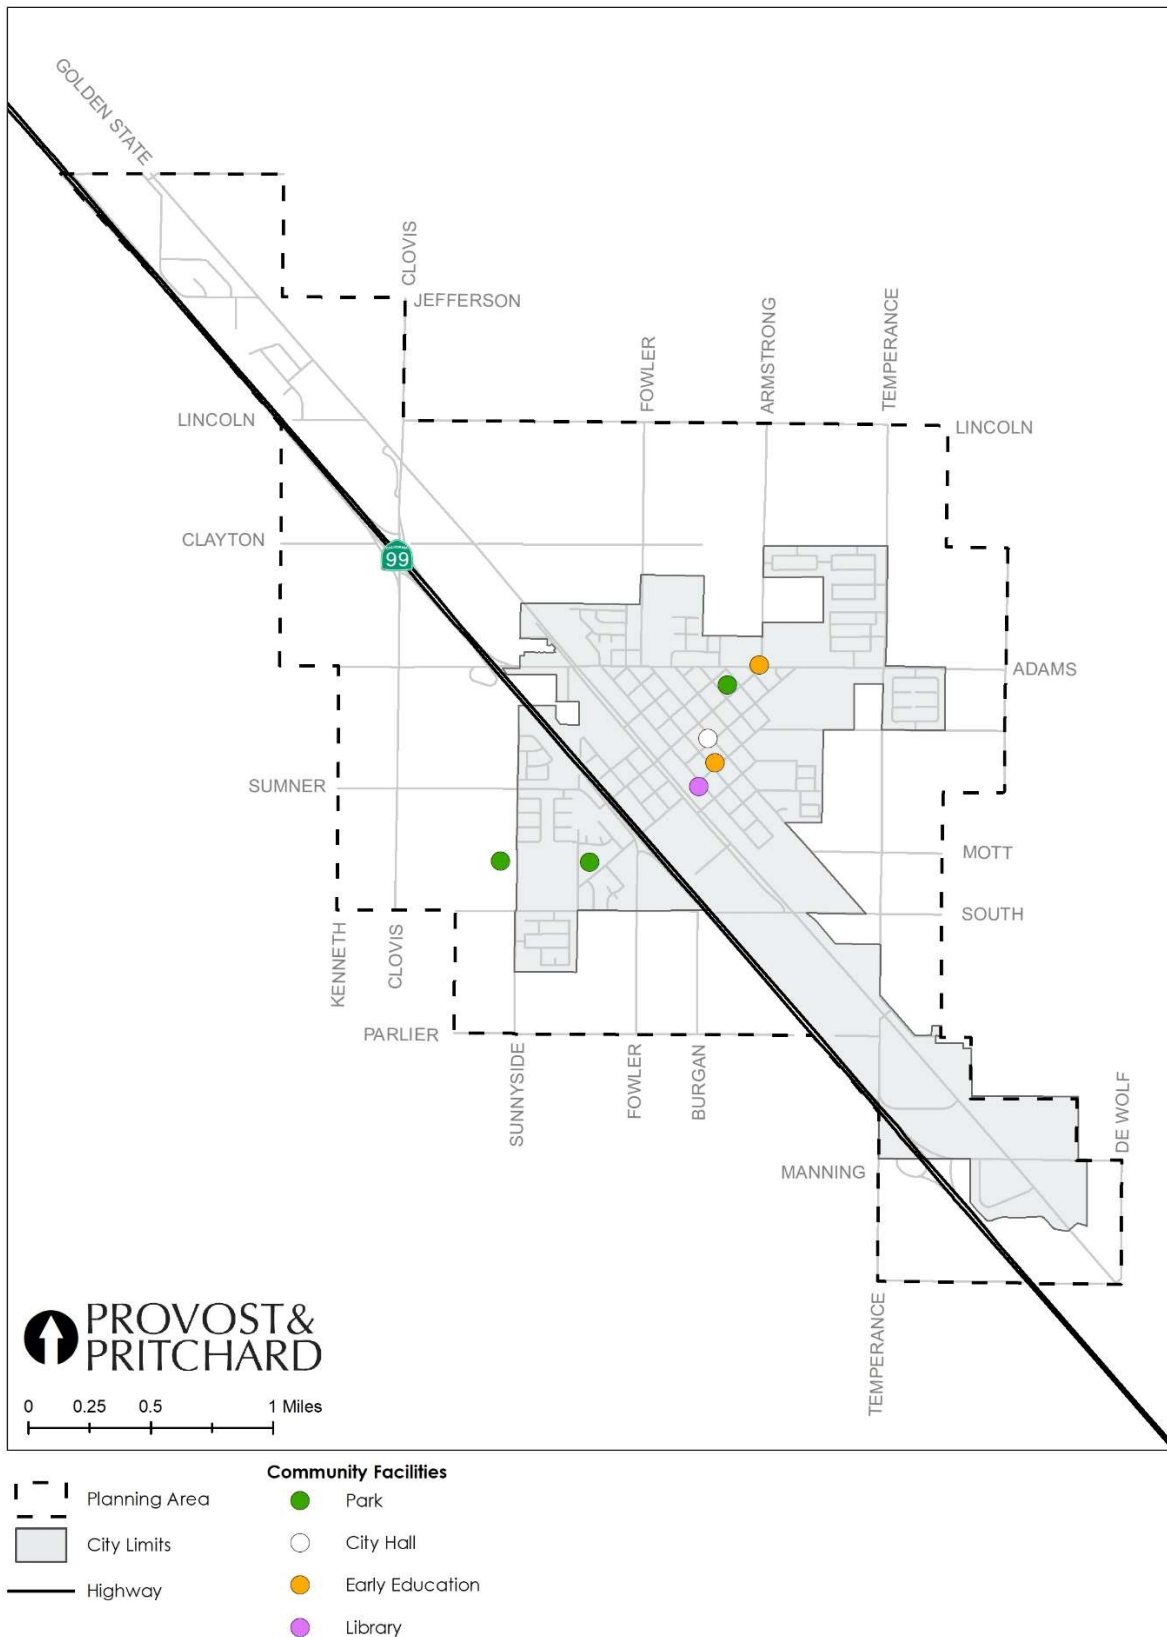 GOLDEN STATE
CLOVIS
JEFFERSON
FOWLER
ARMSTRONG
TEMPERANCE
LINCOLN
LINCOLN
CLAYTON
99
ADAMS
SUMNER
MOTT
SOUTH
KENNETH
CLOVIS
PARLIER
SUNNYSIDE
FOWLER
BURGAN
DE WOLF
MANNING
TEMPERANCE
PROVOST&
PRITCHARD
0 0.25 0.5 1 Miles
Community Facilities
Planning Area
Park
City Limits
City Hall
Highway
Early Education
Library